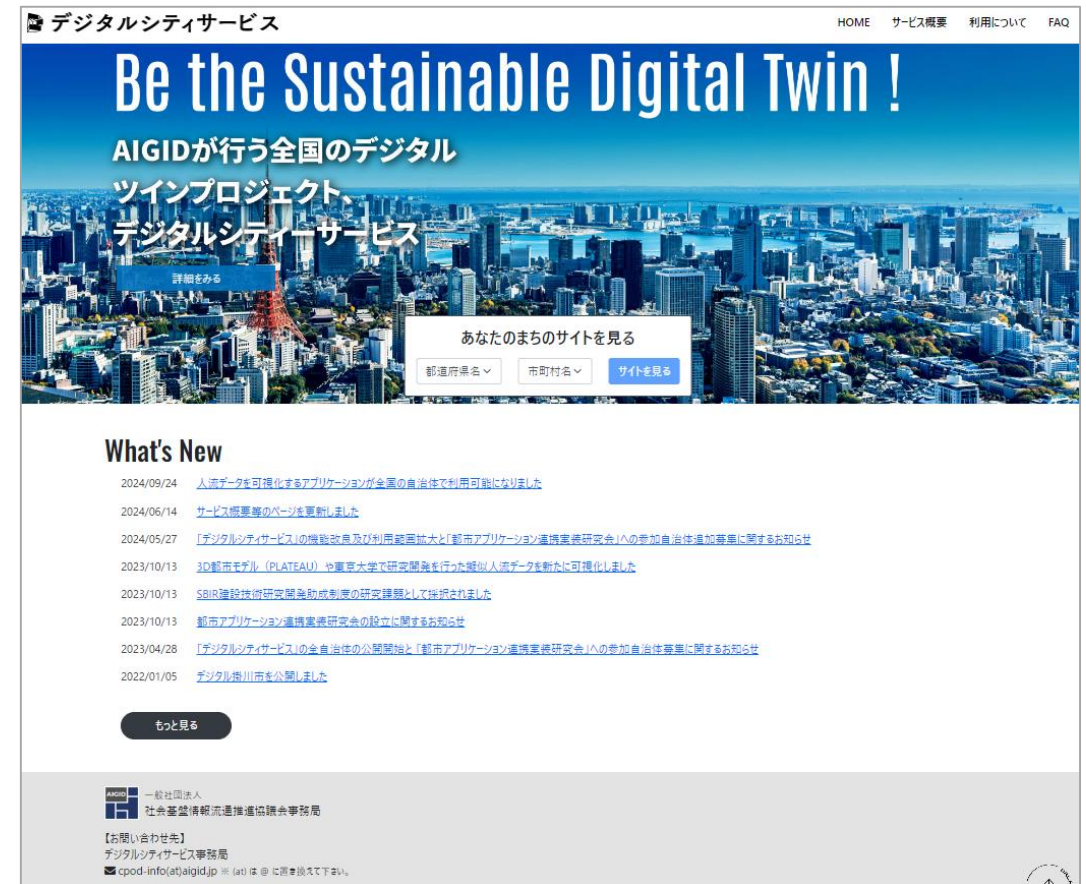 デジタルシティサービス
HOME サービス概要 利用について FAQ
Be the Sustainable Digital Twin !
AIGIDが行う全国のデジタル
ツインプロジェクト、
デジタルシティーサービス
詳細をみる
あなたのまちのサイトを見る
都道府県名 市町村名 サイトを見る
What's New
2024/09/24 人流データを可視化するアプリケーションが全国の自治体で利用可能になりました
2024/06/14 サービス概要等のページを更新しました
2024/05/27 「デジタルシティサービス」の機能改良及び利用範囲拡大と「都市アプリケーション連携実装研究会」への参加自治体追加募集に関するお知らせ
2023/10/13 3D都市モデル（PLATEAU）や東京大学で研究開発を行った擬似人流データを新たに可視化しました
2023/10/13 SBIR建設技術研究開発助成制度の研究課題として採択されました
2023/10/13 都市アプリケーション連携実装研究会の設立に関するお知らせ
2023/04/28 「デジタルシティサービス」の全自治体の公開開始と「都市アプリケーション連携実装研究会」への参加自治体募集に関するお知らせ
2022/01/05 デジタル掛川市を公開しました
もっと見る
AIGID 一般社団法人
社会基盤情報流通推進協議会事務局
【お問い合わせ先】
デジタルシティサービス事務局
cpod-info(at)aigid.jp ※ (at) は @ に置き換えて下さい。